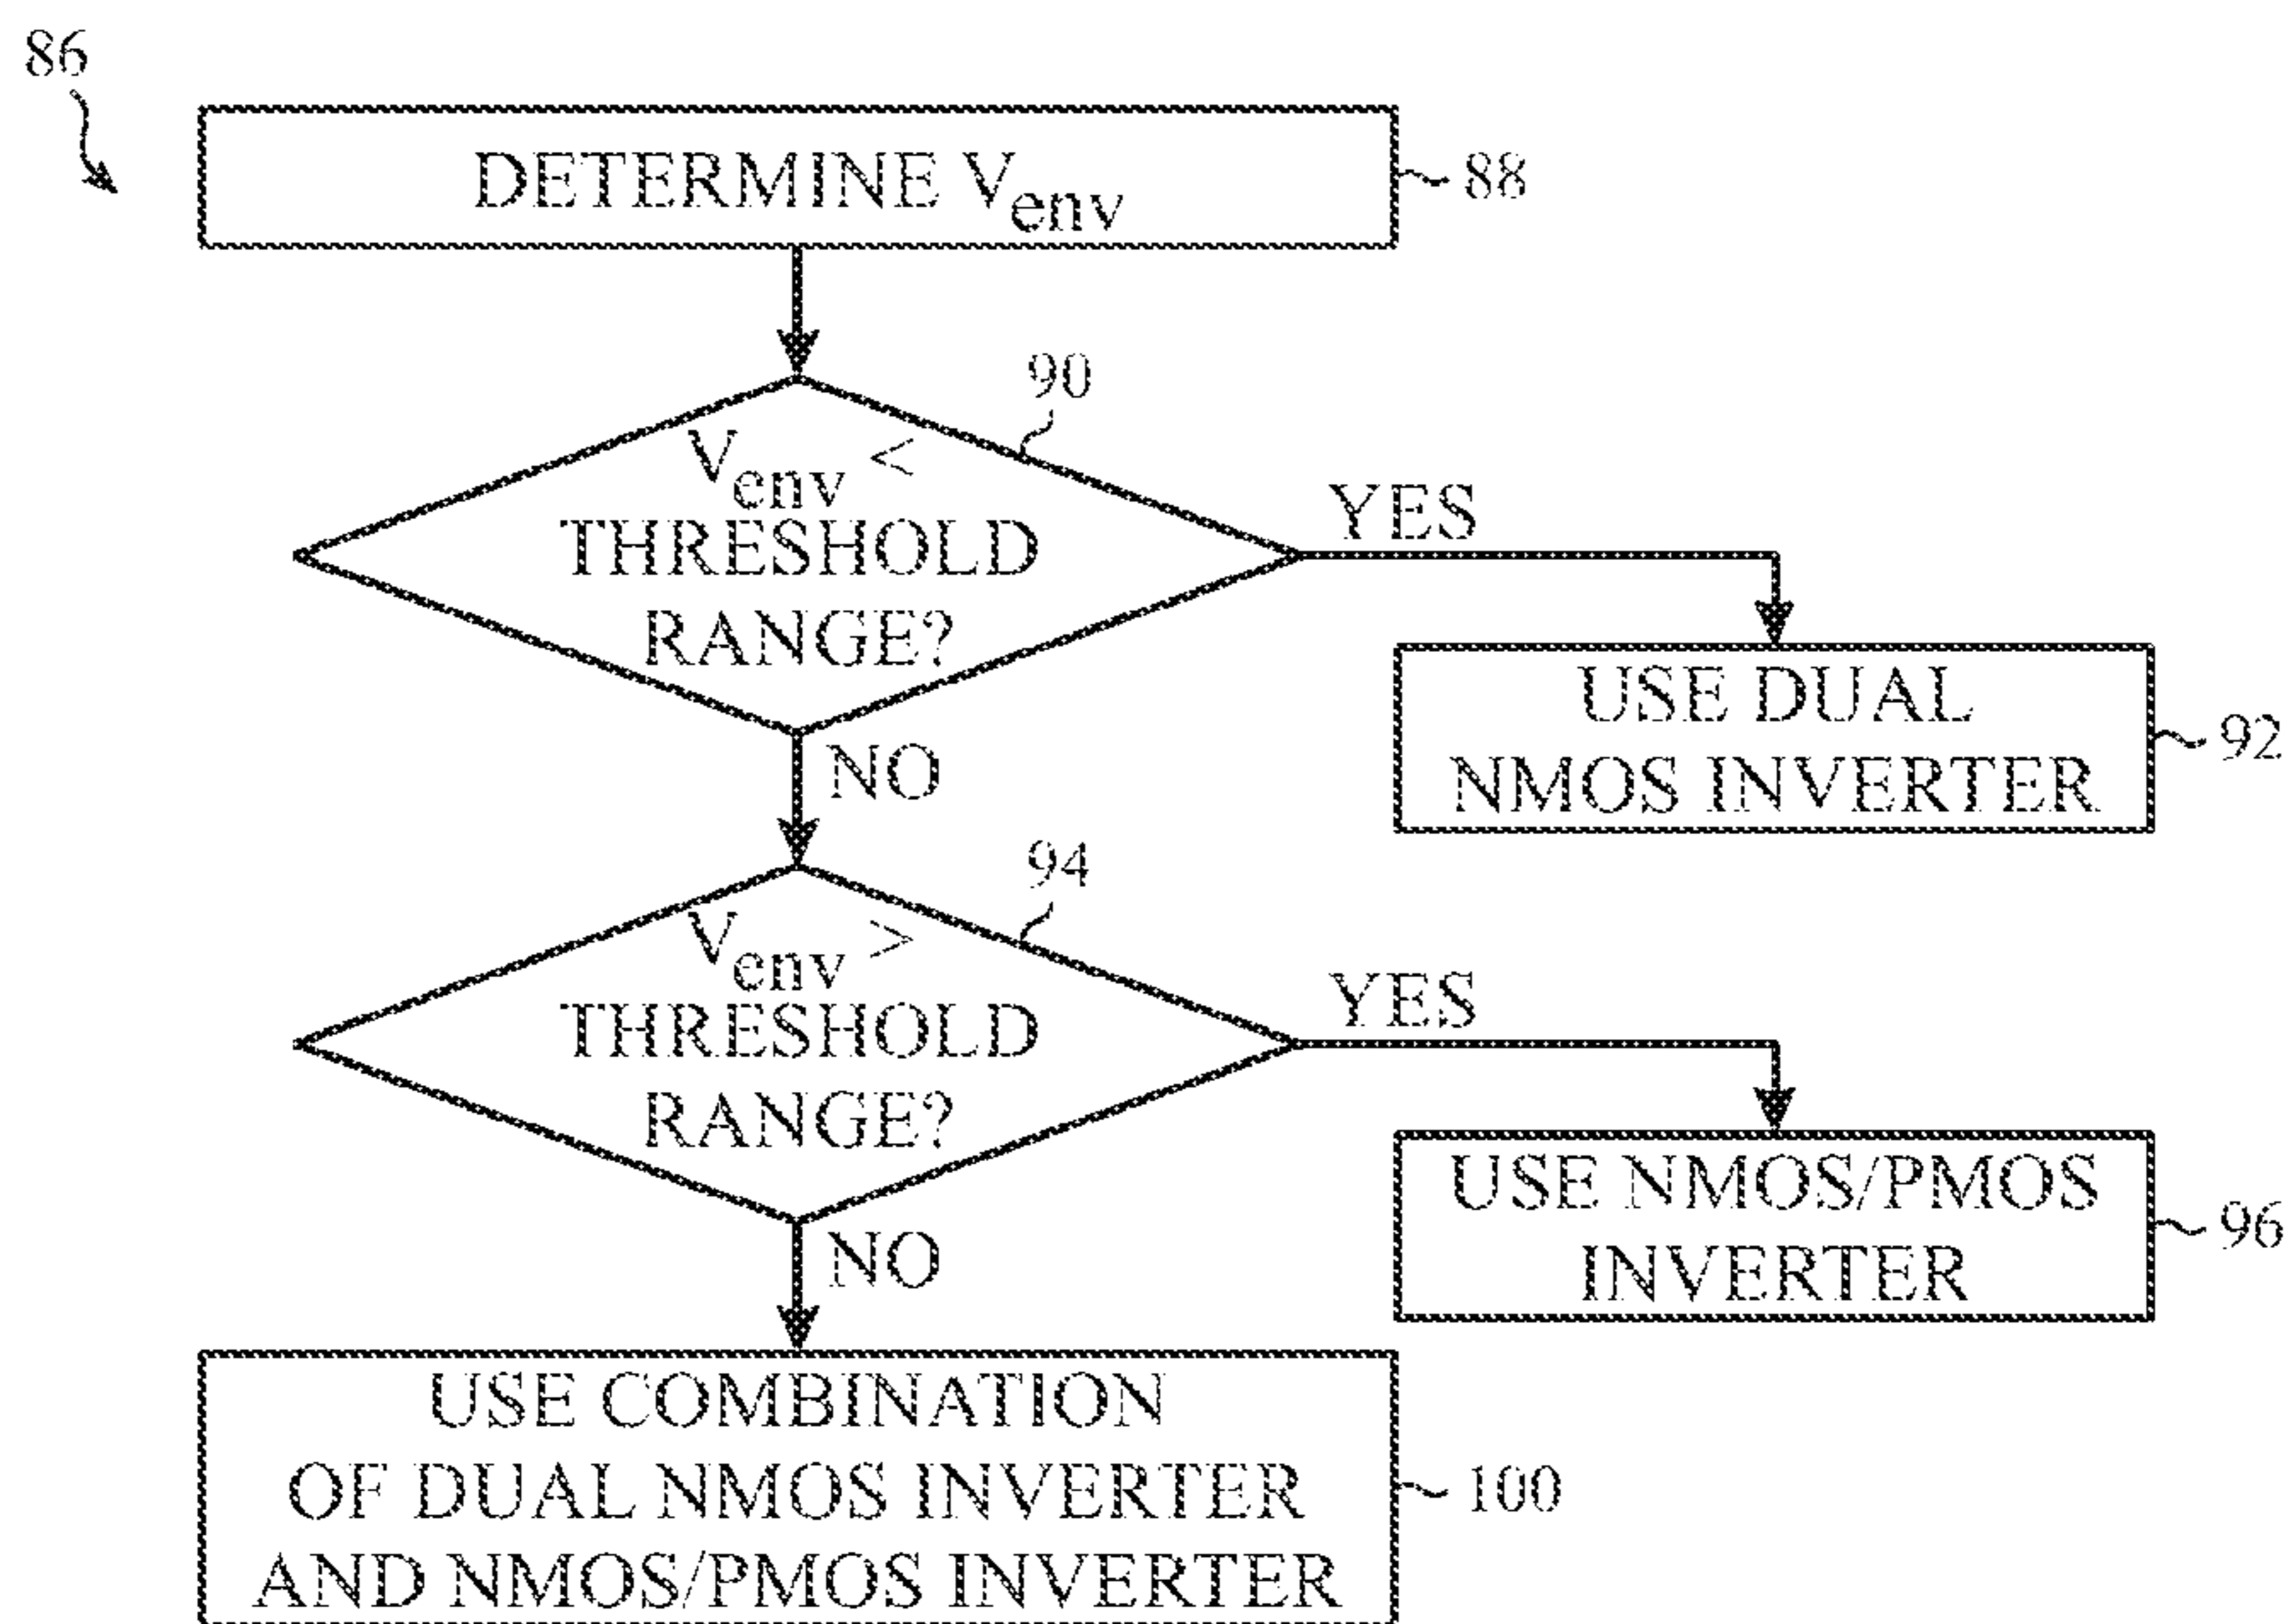 86
DETERMINE Venv
88
90
Venv <
THRESHOLD
RANGE?
YES
USE DUAL
NMOS INVERTER
92
NO
94
Venv >
THRESHOLD
RANGE?
YES
USE NMOS/PMOS
INVERTER
96
NO
USE COMBINATION
OF DUAL NMOS INVERTER
AND NMOS/PMOS INVERTER
100